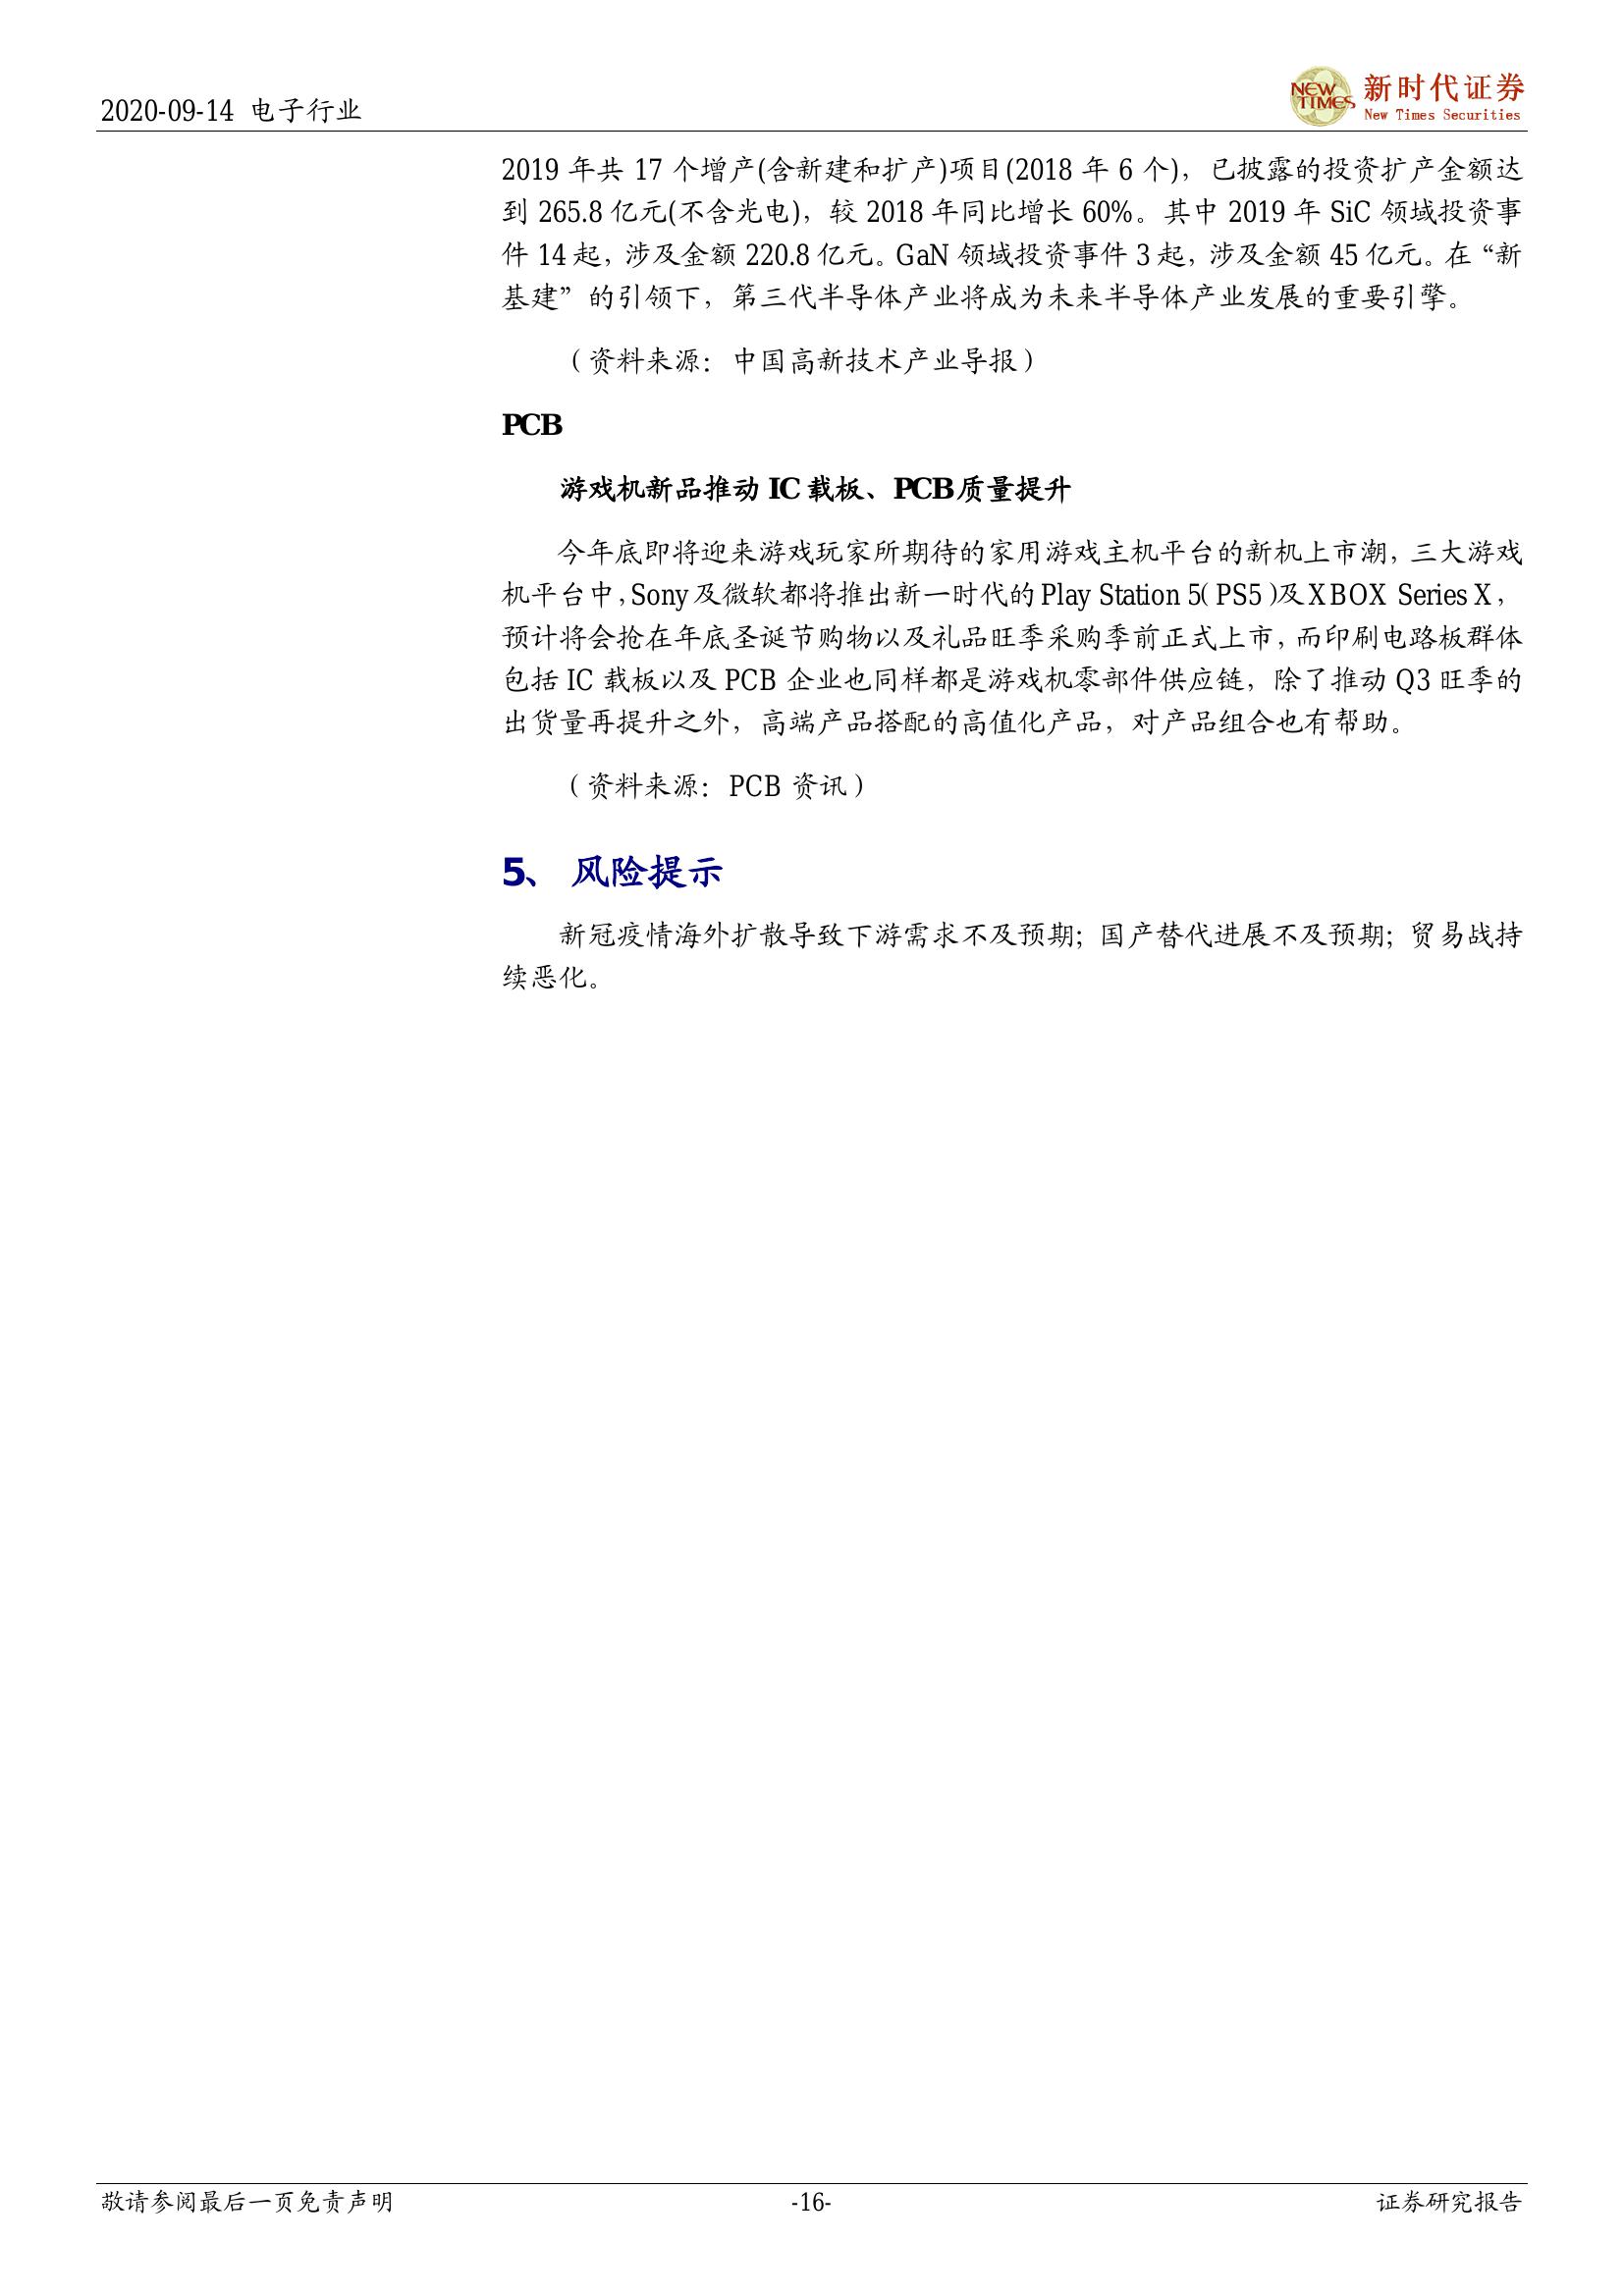 2020-09-14 电子行业
NEW TIMES
新时代证券
New Times Securities
2019 年共 17 个增产(含新建和扩产)项目(2018 年 6 个)，已披露的投资扩产金额达
到 265.8 亿元(不含光电)，较 2018 年同比增长 60%。其中 2019 年 SiC 领域投资事
件 14 起，涉及金额 220.8 亿元。GaN 领域投资事件 3 起，涉及金额 45 亿元。在“新
基建”的引领下，第三代半导体产业将成为未来半导体产业发展的重要引擎。
（资料来源：中国高新技术产业导报）
PCB
游戏机新品推动 IC 载板、PCB 质量提升
今年底即将迎来游戏玩家所期待的家用游戏主机平台的新机上市潮，三大游戏
机平台中，Sony 及微软都将推出新一时代的 Play Station 5（PS5）及 XBOX Series X，
预计将会抢在年底圣诞节购物以及礼品旺季采购季前正式上市，而印刷电路板群体
包括 IC 载板以及 PCB 企业也同样都是游戏机零部件供应链，除了推动 Q3 旺季的
出货量再提升之外，高端产品搭配的高值化产品，对产品组合也有帮助。
（资料来源：PCB 资讯）
5、 风险提示
新冠疫情海外扩散导致下游需求不及预期；国产替代进展不及预期；贸易战持
续恶化。
敬请参阅最后一页免责声明
-16-
证券研究报告